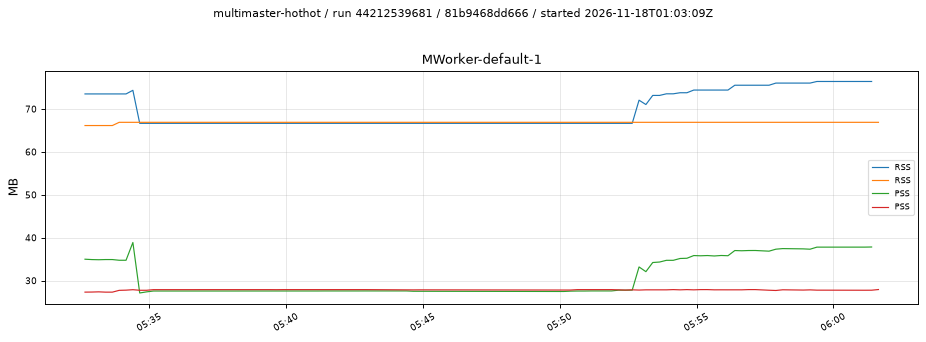 multimaster-hothot / run 44212539681 / 81b9468dd666 / started 2026-11-18T01:03:09Z
MWorker-default-1
MB
70
60
50
40
30
RSS
RSS
PSS
PSS
05:35
05:40
05:45
05:50
05:55
06:00